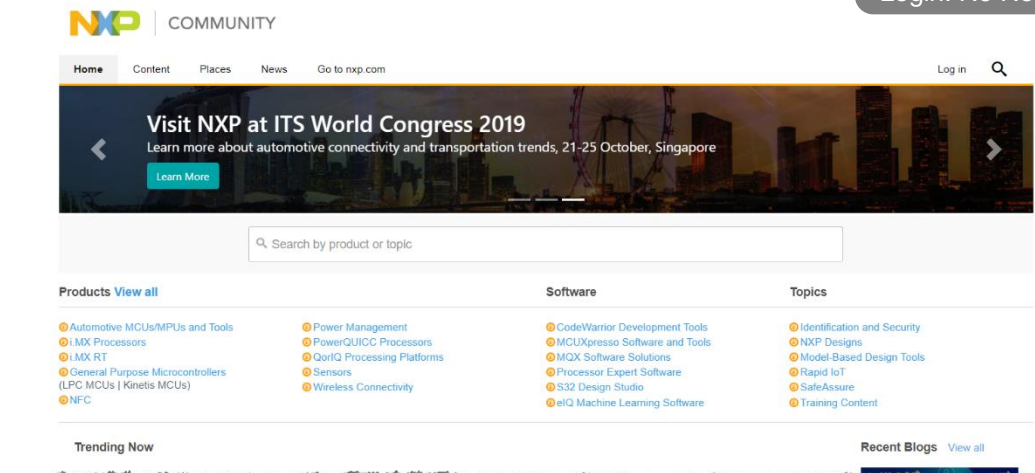 NXP COMMUNITY
Home Content Places News Go to nxp.com Log in
Visit NXP at ITS World Congress 2019
Learn more about automotive connectivity and transportation trends, 21-25 October, Singapore
Learn More
Search by product or topic
Products View all
Automotive MCUs/MPUs and Tools
i.MX Processors
i.MX RT
General Purpose Microcontrollers
(LPC MCUs | Kinetis MCUs)
NFC
Power Management
PowerQUICC Processors
QorIQ Processing Platforms
Sensors
Wireless Connectivity
Software
CodeWarrior Development Tools
MCUXpresso Software and Tools
MQX Software Solutions
Processor Expert Software
S32 Design Studio
eIQ Machine Learning Software
Topics
Identification and Security
NXP Designs
Model-Based Design Tools
Rapid IoT
SafeAssure
Training Content
Trending Now
Recent Blogs View all